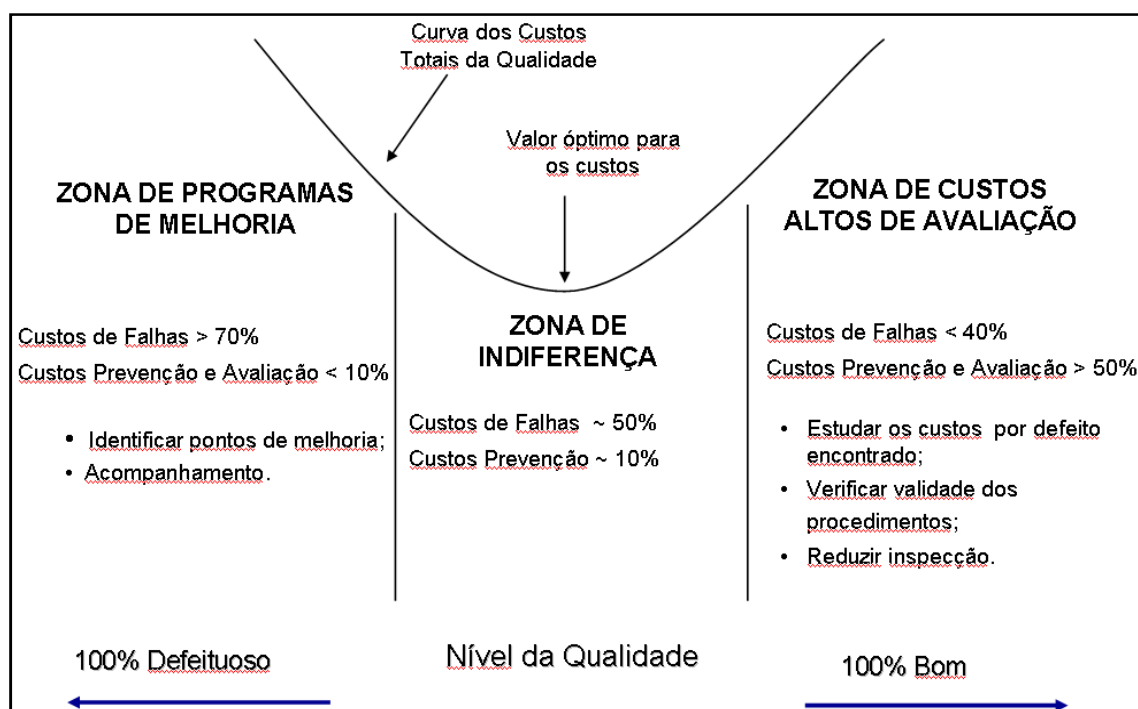 Curva dos Custos
Totais da Qualidade
Valor óptimo para
os custos
ZONA DE PROGRAMAS
DE MELHORIA
Custos de Falhas > 70%
Custos Prevenção e Avaliação < 10%
• Identificar pontos de melhoria;
• Acompanhamento.
ZONA DE
INDIFERENÇA
Custos de Falhas ~ 50%
Custos Prevenção ~ 10%
ZONA DE CUSTOS
ALTOS DE AVALIAÇÃO
Custos de Falhas < 40%
Custos Prevenção e Avaliação > 50%
• Estudar os custos por defeito
encontrado;
• Verificar validade dos
procedimentos;
• Reduzir inspecção.
100% Defeituoso
Nível da Qualidade
100% Bom